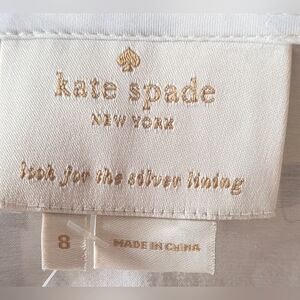 kate spade
NEW YORK
look for the silver lining
8
MADE IN CHINA